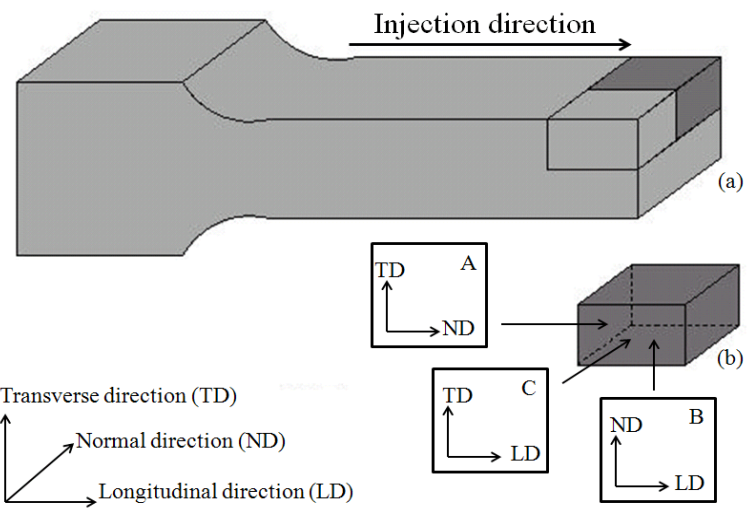 Injection direction
(a)
A
TD
ND
(b)
C
TD
LD
B
ND
LD
Transverse direction (TD)
Normal direction (ND)
Longitudinal direction (LD)